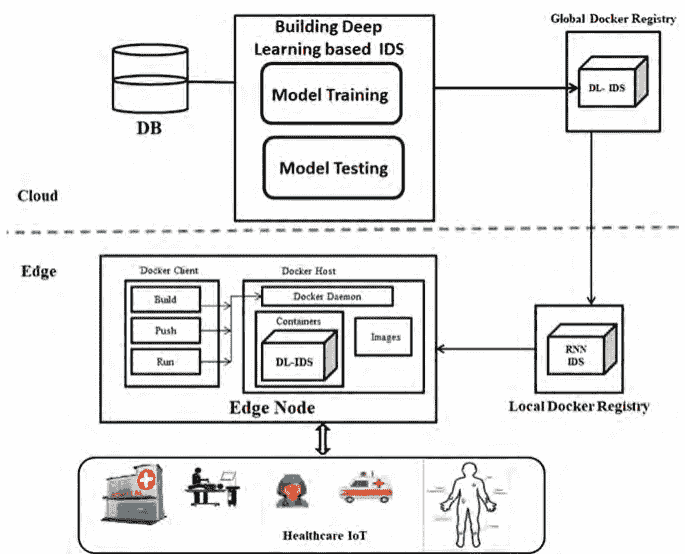 Building Deep
Learning based IDS
Model Training
Model Testing
DB
Cloud
Global Docker Registry
DL- IDS
Edge
Docker Client
Build
Push
Run
Docker Host
Docker Daemon
Containers
DL-IDS
Images
Edge Node
RNN
IDS
Local Docker Registry
Healthcare IoT